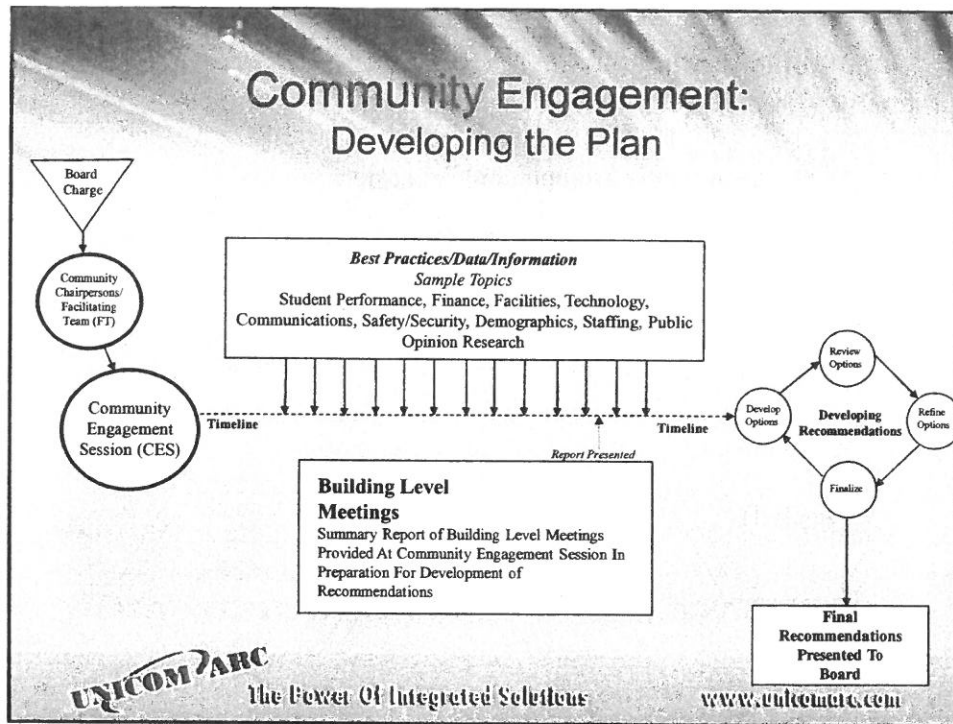 Community Engagement:
Developing the Plan
Board
Charge
Community
Chairpersons/
Facilitating
Team (FT)
Community
Engagement
Session (CES)
Best Practices/Data/Information
Sample Topics
Student Performance, Finance, Facilities, Technology,
Communications, Safety/Security, Demographics, Staffing, Public
Opinion Research
Timeline
Timeline
Report Presented
Building Level
Meetings
Summary Report of Building Level Meetings
Provided At Community Engagement Session In
Preparation For Development of
Recommendations
Develop
Options
Review
Options
Refine
Options
Finalize
Developing
Recommendations
Final
Recommendations
Presented To
Board
UNICOM ARC
The Power Of Integrated Solutions
www.unicomarc.com